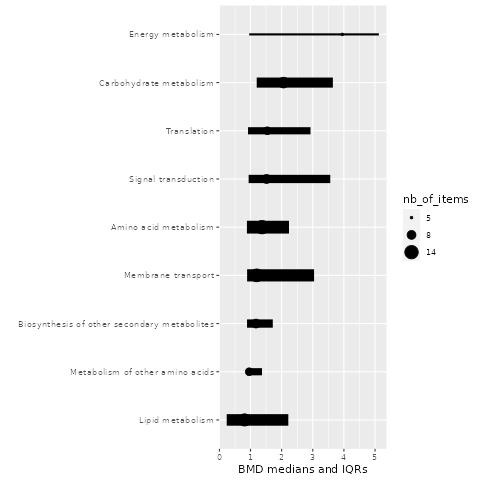 Energy metabolism
Carbohydrate metabolism
Translation
Signal transduction
Amino acid metabolism
Membrane transport
Biosynthesis of other secondary metabolites
Metabolism of other amino acids
Lipid metabolism
0 1 2 3 4 5
BMD medians and IQRs
nb_of_items
5
8
14